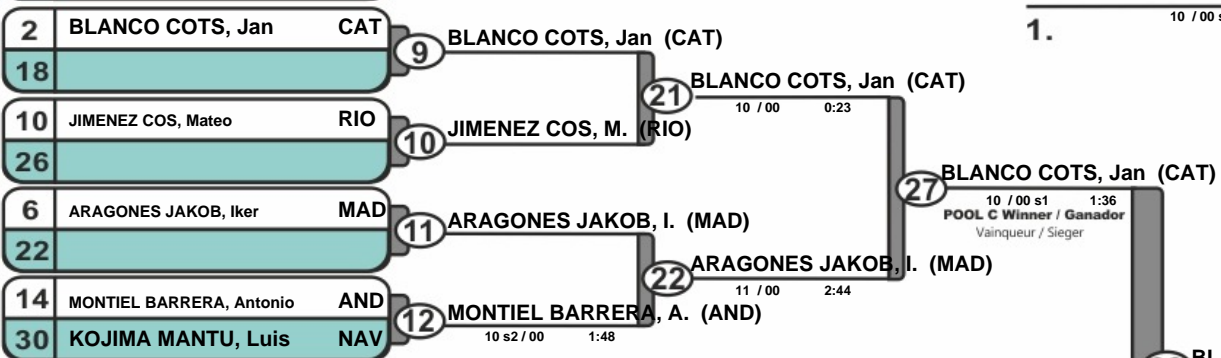 2 BLANCO COTS, Jan CAT
18
9 BLANCO COTS, Jan (CAT)
10 JIMENEZ COS, Mateo RIO
26
10 JIMENEZ COS, M. (RIO)
21 BLANCO COTS, Jan (CAT)
10 / 00 0:23
6 ARAGONES JAKOB, Iker MAD
22
11 ARAGONES JAKOB, I. (MAD)
14 MONTIEL BARRERA, Antonio AND
30 KOJIMA MANTU, Luis NAV
12 MONTIEL BARRERA, A. (AND)
10 s2 / 00 1:48
22 ARAGONES JAKOB, I. (MAD)
11 / 00 2:44
27 BLANCO COTS, Jan (CAT)
10 / 00 s1 1:36
POOL C Winner / Ganador
Vainqueur / Sieger
10 / 00 s
1.
BL